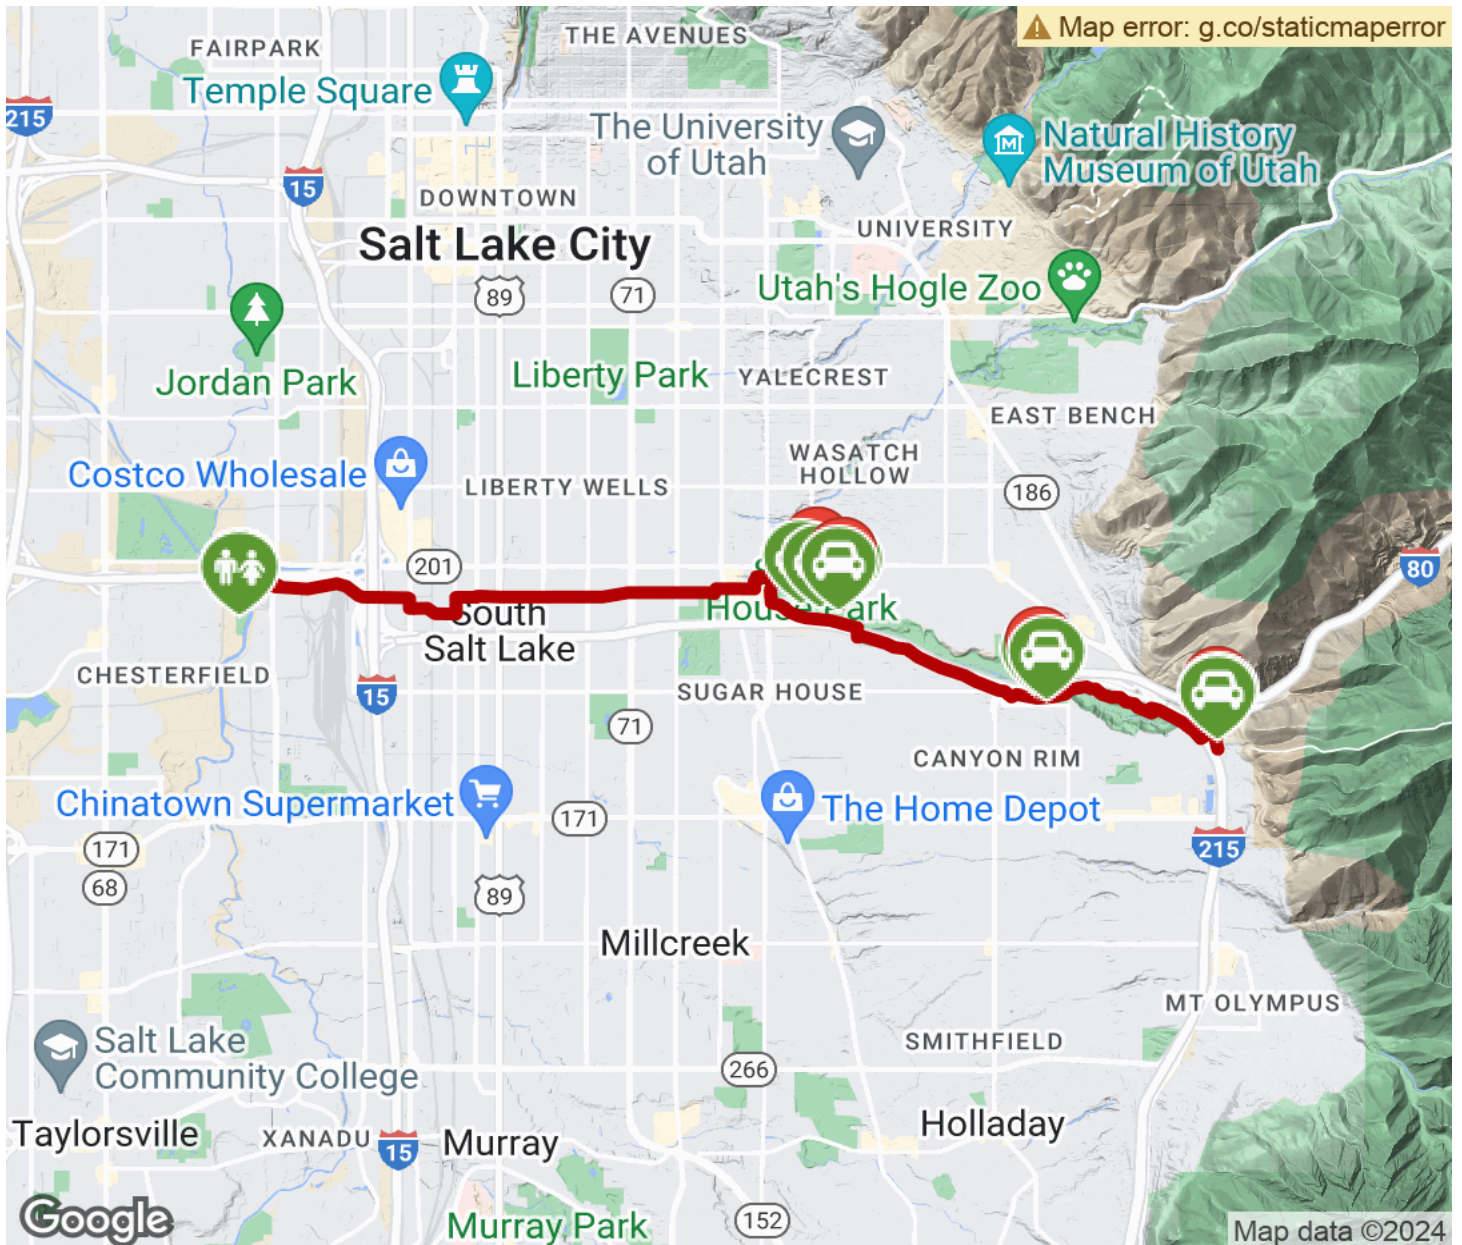 Map error: g.co/staticmaperror
FAIRPARK
THE AVENUES
Temple Square
215
The University
of Utah
Natural History
Museum of Utah
15
DOWNTOWN
UNIVERSITY
Salt Lake City
89
71
Utah's Hogle Zoo
Jordan Park
Liberty Park
YALECREST
EAST BENCH
WASATCH
HOLLOW
Costco Wholesale
LIBERTY WELLS
186
201
80
South
Salt Lake
House Park
CHESTERFIELD
15
SUGAR HOUSE
71
CANYON RIM
Chinatown Supermarket
171
The Home Depot
171
215
68
89
Millcreek
MT OLYMPUS
Salt Lake
Community College
SMITHFIELD
266
Taylorsville
XANADU
15
Murray
Holladay
Google
Murray Park
152
Map data ©2024